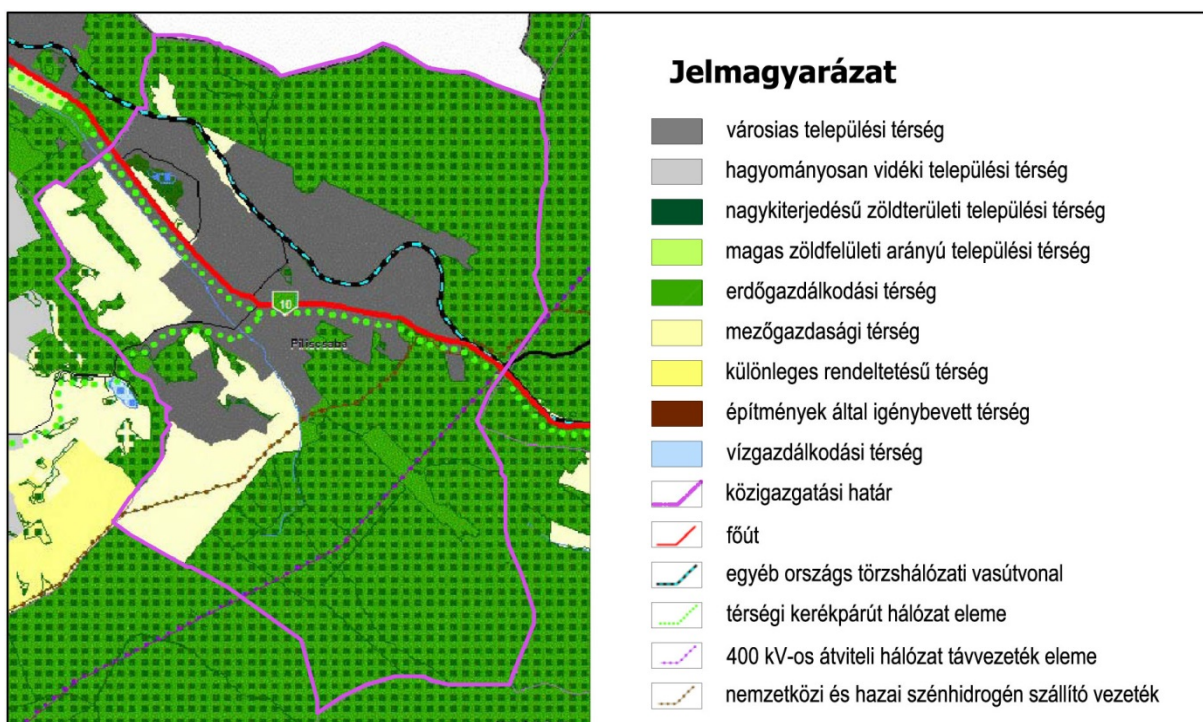 Jelmagyarázat
városias települési térség
hagyományosan vidéki települési térség
nagykiterjedésű zöldterületi települési térség
magas zöldfelületi arányú települési térség
erdőgazdálkodási térség
mezőgazdasági térség
különleges rendeltetésű térség
építmények által igénybevett térség
vízgazdálkodási térség
közigazgatási határ
főút
egyéb országs törzshálózati vasútvonal
térségi kerékpárút hálózat eleme
400 kV-os átviteli hálózat távvezeték eleme
nemzetközi és hazai szénhidrogén szállító vezeték
10
Piliscsaba